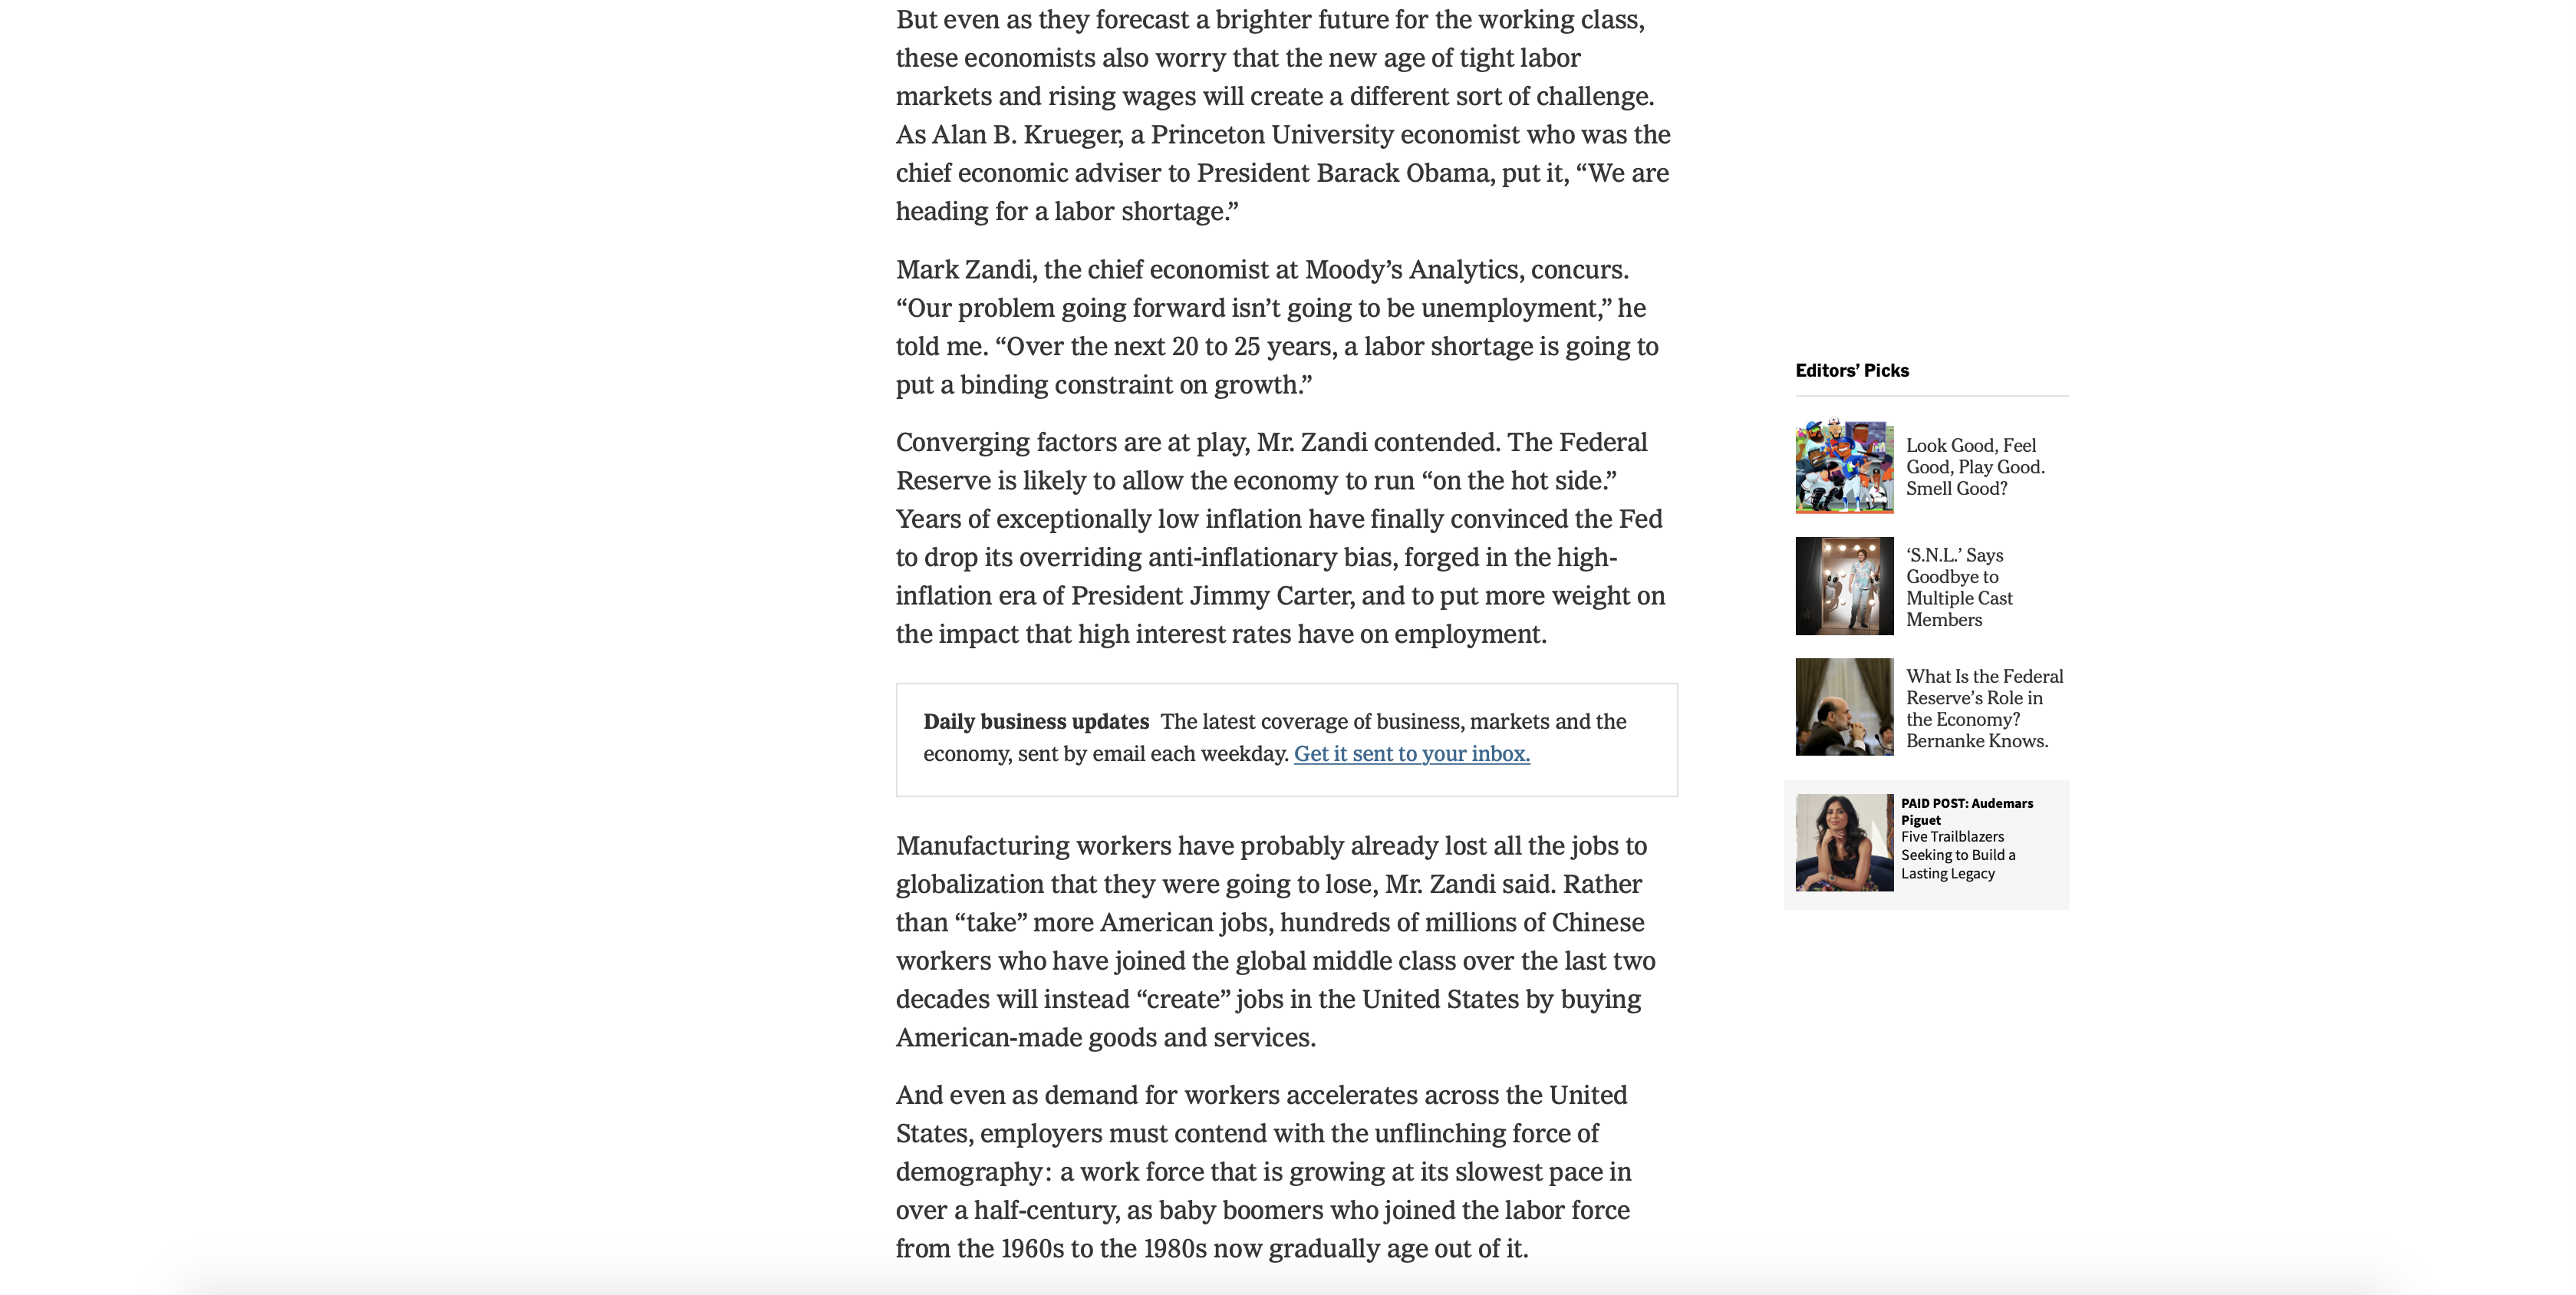 But even as they forecast a brighter future for the working class,
these economists also worry that the new age of tight labor
markets and rising wages will create a different sort of challenge.
As Alan B. Krueger, a Princeton University economist who was the
chief economic adviser to President Barack Obama, put it, “We are
heading for a labor shortage.”
Mark Zandi, the chief economist at Moody’s Analytics, concurs.
“Our problem going forward isn’t going to be unemployment,” he
told me. “Over the next 20 to 25 years, a labor shortage is going to
put a binding constraint on growth.”
Converging factors are at play, Mr. Zandi contended. The Federal
Reserve is likely to allow the economy to run “on the hot side.”
Years of exceptionally low inflation have finally convinced the Fed
to drop its overriding anti-inflationary bias, forged in the high-
inflation era of President Jimmy Carter, and to put more weight on
the impact that high interest rates have on employment.
Daily business updates The latest coverage of business, markets and the
economy, sent by email each weekday. Get it sent to your inbox.
Manufacturing workers have probably already lost all the jobs to
globalization that they were going to lose, Mr. Zandi said. Rather
than “take” more American jobs, hundreds of millions of Chinese
workers who have joined the global middle class over the last two
decades will instead “create” jobs in the United States by buying
American-made goods and services.
And even as demand for workers accelerates across the United
States, employers must contend with the unflinching force of
demography: a work force that is growing at its slowest pace in
over a half-century, as baby boomers who joined the labor force
from the 1960s to the 1980s now gradually age out of it.
Editors’ Picks
Look Good, Feel
Good, Play Good.
Smell Good?
‘S.N.L.’ Says
Goodbye to
Multiple Cast
Members
What Is the Federal
Reserve’s Role in
the Economy?
Bernanke Knows.
PAID POST: Audemars
Piguet
Five Trailblazers
Seeking to Build a
Lasting Legacy